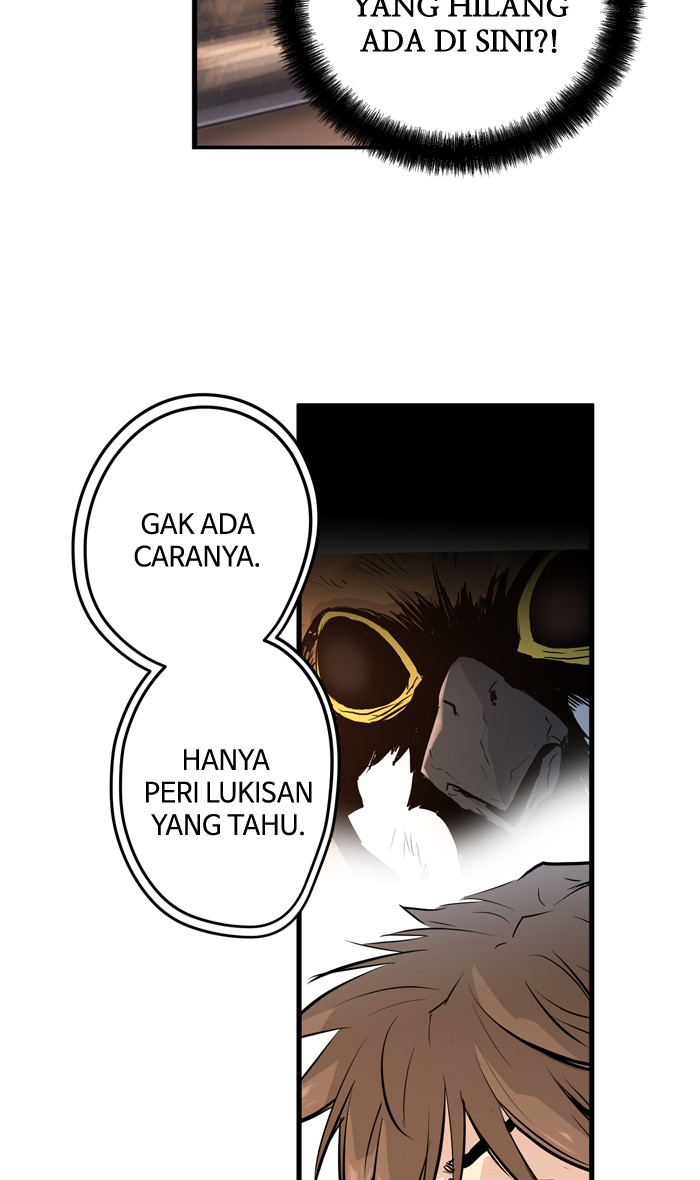 YANG HILANG
ADA DI SINI?!
GAK ADA
CARANYA.
HANYA
PERI LUKISAN
YANG TAHU.